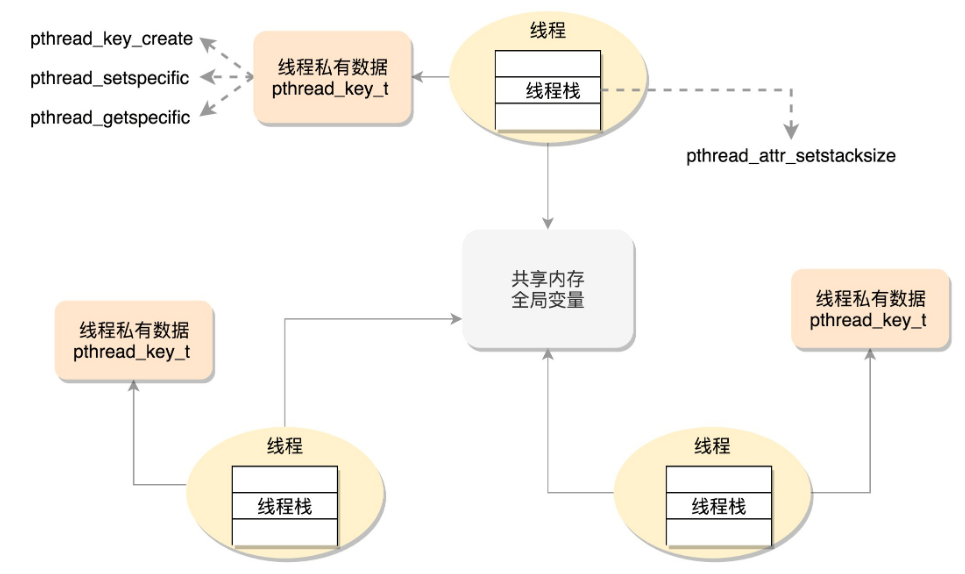 线程
pthread_key_create
pthread_setspecific
pthread_getspecific
线程私有数据
pthread_key_t
线程栈
pthread_attr_setstacksize
共享内存
全局变量
线程私有数据
pthread_key_t
线程私有数据
pthread_key_t
线程
线程栈
线程
线程栈